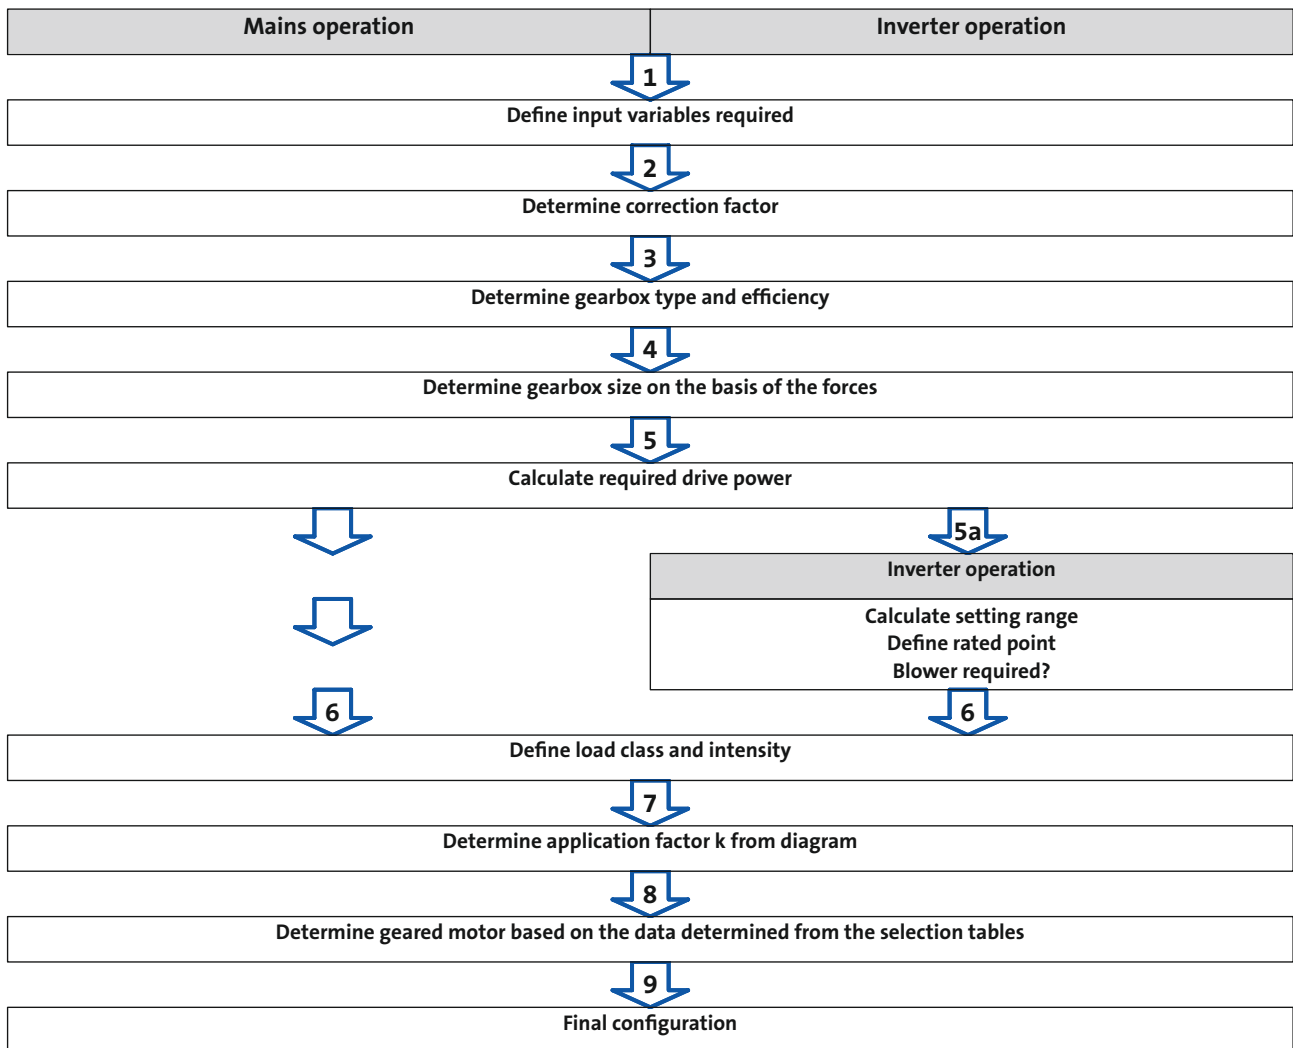 Mains operation
Inverter operation
1
Define input variables required
2
Determine correction factor
3
Determine gearbox type and efficiency
4
Determine gearbox size on the basis of the forces
5
Calculate required drive power
5a
Inverter operation
Calculate setting range
Define rated point
Blower required?
6
6
Define load class and intensity
7
Determine application factor k from diagram
8
Determine geared motor based on the data determined from the selection tables
9
Final configuration